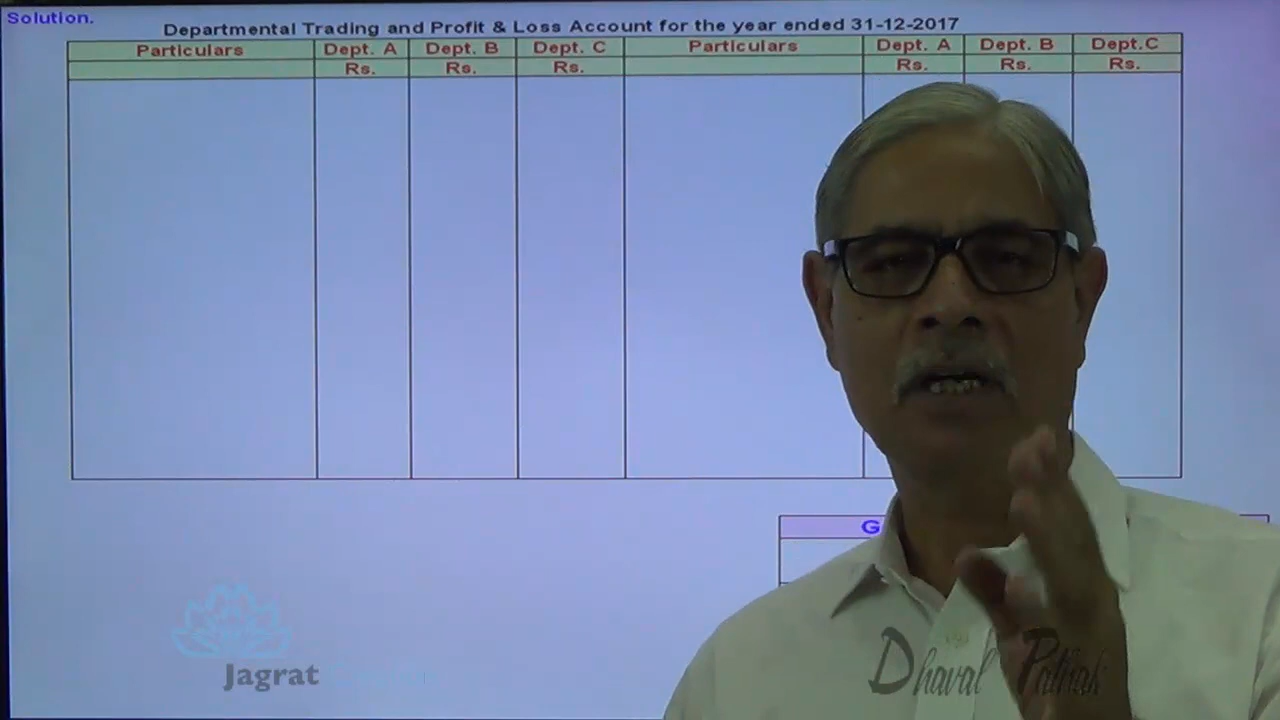 Solution.
Departmental Trading and Profit & Loss Account for the year ended 31-12-2017
Particulars Dept. A Dept. B Dept. C Particulars Dept. A Dept. B Dept.C
Rs. Rs. Rs. Rs. Rs. Rs.
G
Jagrat
Dhaval Pathak